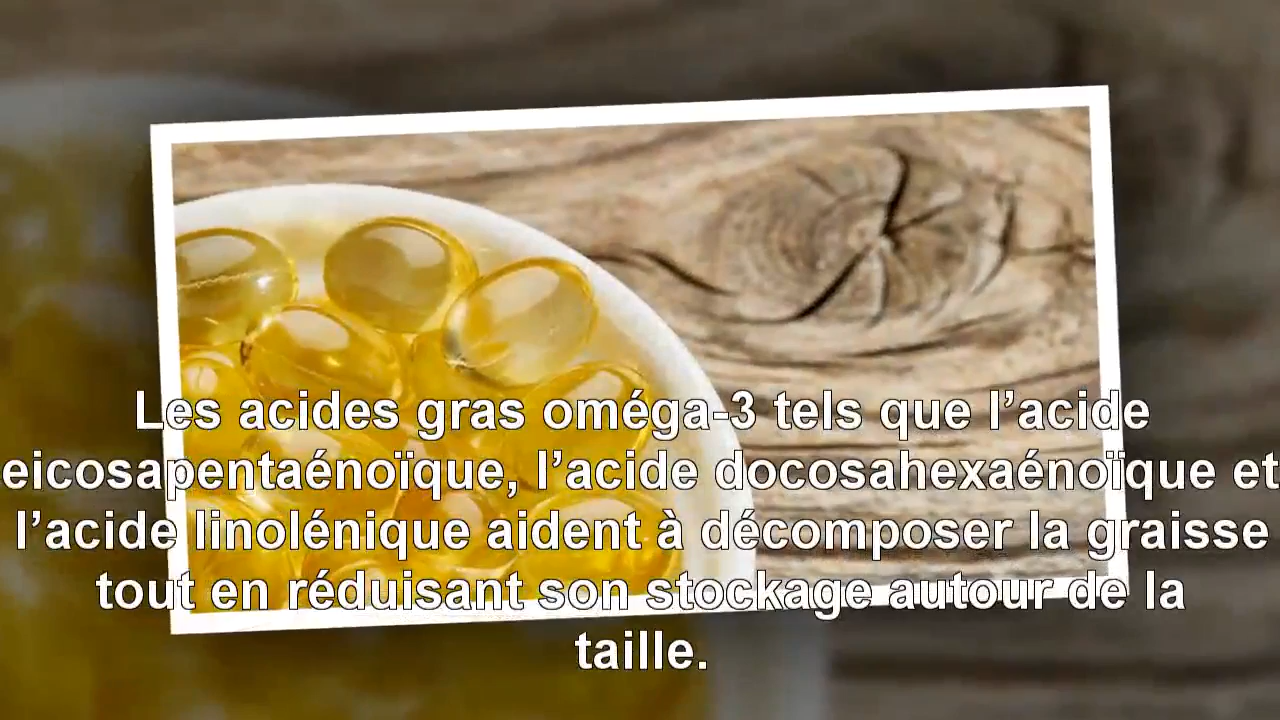 Les acides gras oméga-3 tels que l’acide
eicosapentaénoïque, l’acide docosahexaénoïque et
l’acide linolénique aident à décomposer la graisse
tout en réduisant son stockage autour de la
taille.